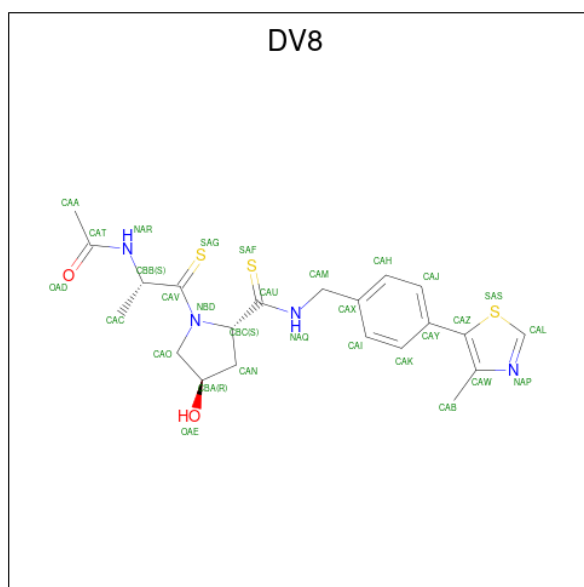 DV8
CAA
NAR
H
N
CAT
SAG
S
SAF
S
CAM
CAH
CAJ
SAS
S
OAD
O
CBB(S)
CAV
NBD
N
CAU
CAX
CAZ
CAL
CAC
N
H
NAQ
CAY
CBC(S)
CAI
CAK
N
NAP
CAW
CAO
CAN
CAB
CBA(R)
HO
OAE